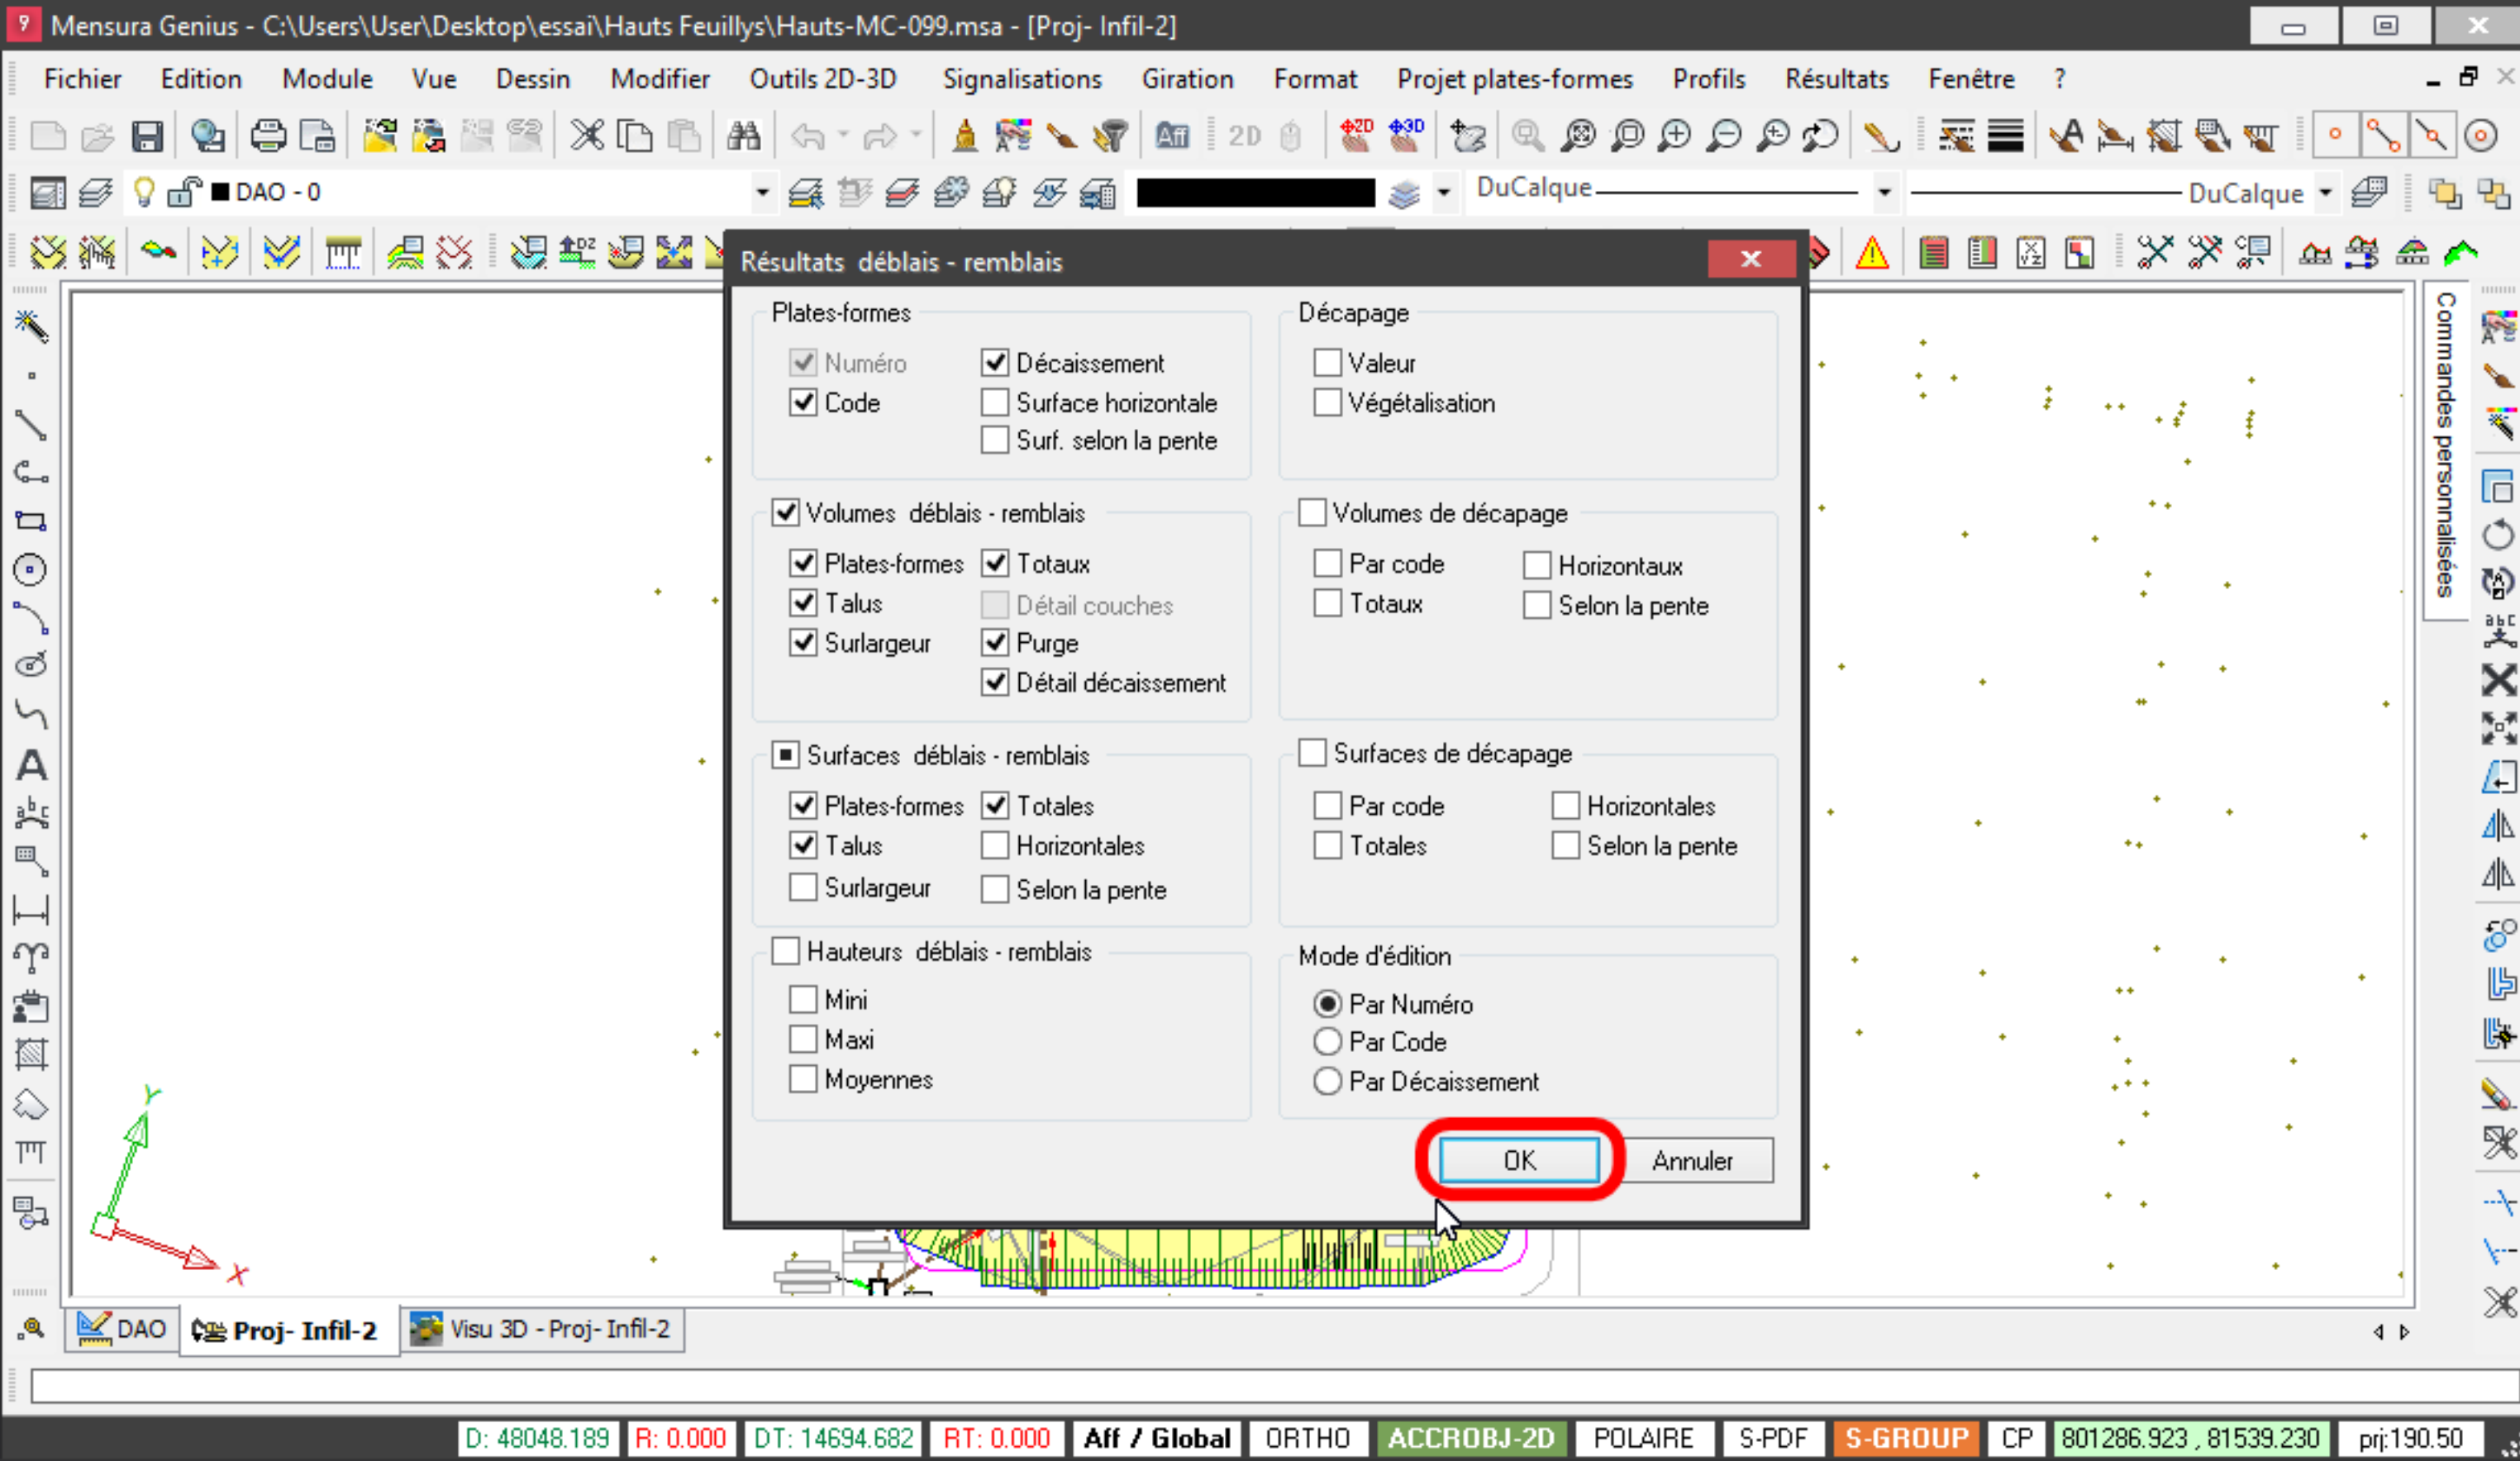 Mensura Genius - C:\Users\User\Desktop\essai\Hauts Feuillys\Hauts-MC-099.msa - [Proj- Infil-2]
Fichier Edition Module Vue Dessin Modifier Outils 2D-3D Signalisations Giration Format Projet plates-formes Profils Résultats Fenêtre ?
Aff 2D 2D 3D
DAO - 0 DuCalque DuCalque
DZ
Résultats déblais - remblais
Plates-formes
Numéro
Code
Décaissement
Surface horizontale
Surf. selon la pente
Décapage
Valeur
Végétalisation
Volumes déblais - remblais
Plates-formes
Talus
Surlargeur
Totaux
Détail couches
Purge
Détail décaissement
Volumes de décapage
Par code
Totaux
Horizontaux
Selon la pente
Surfaces déblais - remblais
Plates-formes
Talus
Surlargeur
Totales
Horizontales
Selon la pente
Surfaces de décapage
Par code
Totales
Horizontales
Selon la pente
Hauteurs déblais - remblais
Mini
Maxi
Moyennes
Mode d'édition
Par Numéro
Par Code
Par Décaissement
OK Annuler
Commandes personnalisées
Y
X
DAO Proj- Infil-2 Visu 3D - Proj- Infil-2
D: 48048.189 R: 0.000 DT: 14694.682 RT: 0.000 Aff / Global ORTHO ACCROBJ-2D POLAIRE S-PDF S-GROUP CP 801286.923 , 81539.230 prj:190.50